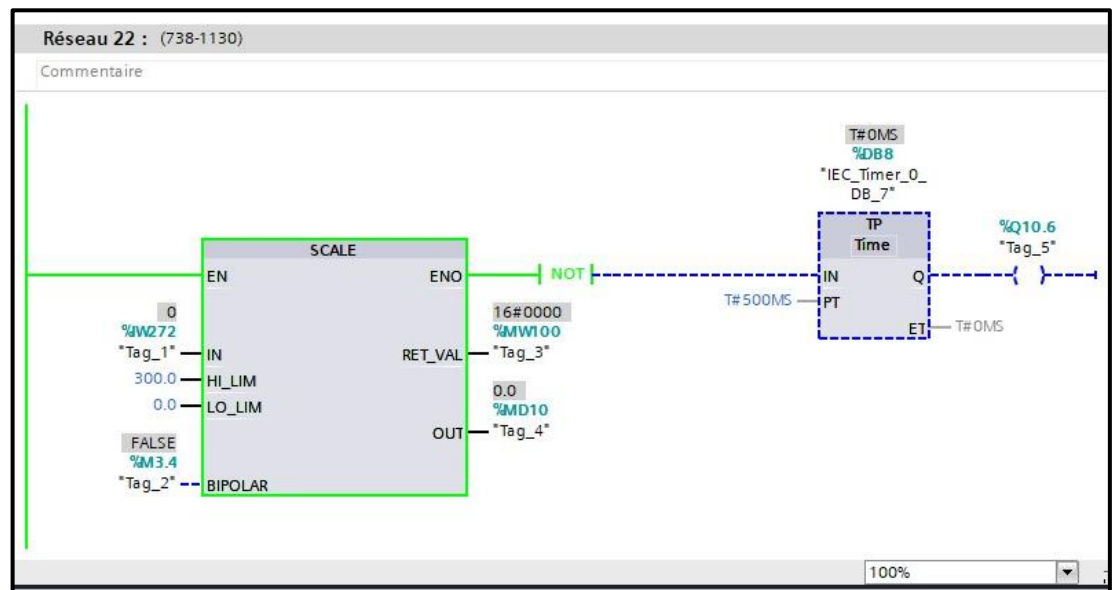 Réseau 22 : (738-1130)
Commentaire
T#0MS
%DB8
"IEC_Timer_0_
DB_7"
TP
Time
%Q10.6
"Tag_5"
SCALE
EN ENO
NOT
IN Q
T#500MS PT
ET T#0MS
0
%IW272
"Tag_1" IN
300.0 HI_LIM
0.0 LO_LIM
FALSE
%M3.4
"Tag_2" BIPOLAR
16#0000
%MW100
RET_VAL "Tag_3"
0.0
%MD10
OUT "Tag_4"
100%